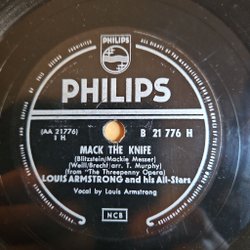 PHILIPS
PHILIPS
(AA 21776)
1 H
B 21 776 H
MACK THE KNIFE
(Blitzstein/Mackie Messer)
(Weill/Brecht; arr. T. Murphy)
(from "The Threepenny Opera)
LOUIS ARMSTRONG and his All-Stars
Vocal by Louis Armstrong
NCB